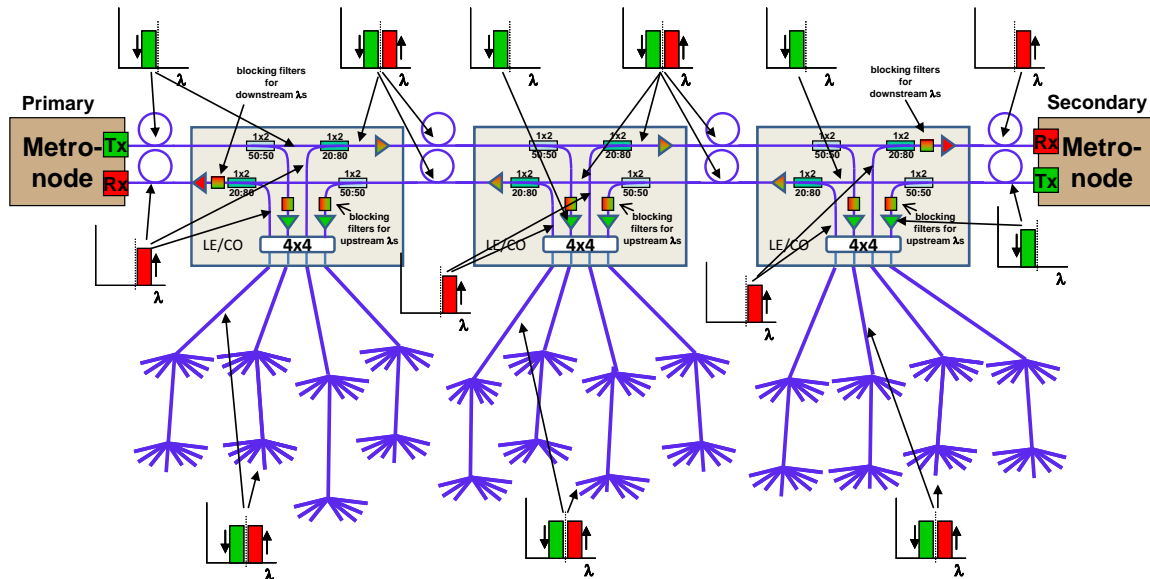 λ
λ
λ
λ
λ
λ
blocking filters
for
downstream λs
blocking filters
for
downstream λs
Primary
Metro-
node
Tx
Rx
Secondary
Metro-
node
Rx
Tx
1x2
50:50
1x2
20:80
1x2
20:80
1x2
50:50
blocking
filters for
upstream λs
LE/CO
4x4
1x2
50:50
1x2
20:80
1x2
20:80
1x2
50:50
blocking
filters for
upstream λs
LE/CO
4x4
1x2
50:50
1x2
20:80
1x2
20:80
1x2
50:50
blocking
filters for
upstream λs
LE/CO
4x4
λ
λ
λ
λ
λ
λ
λ